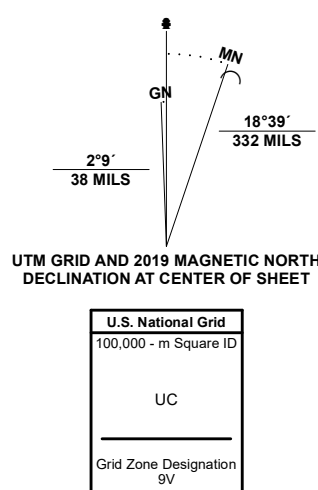 MN
GN
18°39´
332 MILS
2°9´
38 MILS
UTM GRID AND 2019 MAGNETIC NORTH
DECLINATION AT CENTER OF SHEET
U.S. National Grid
100,000 - m Square ID
UC
Grid Zone Designation
9V